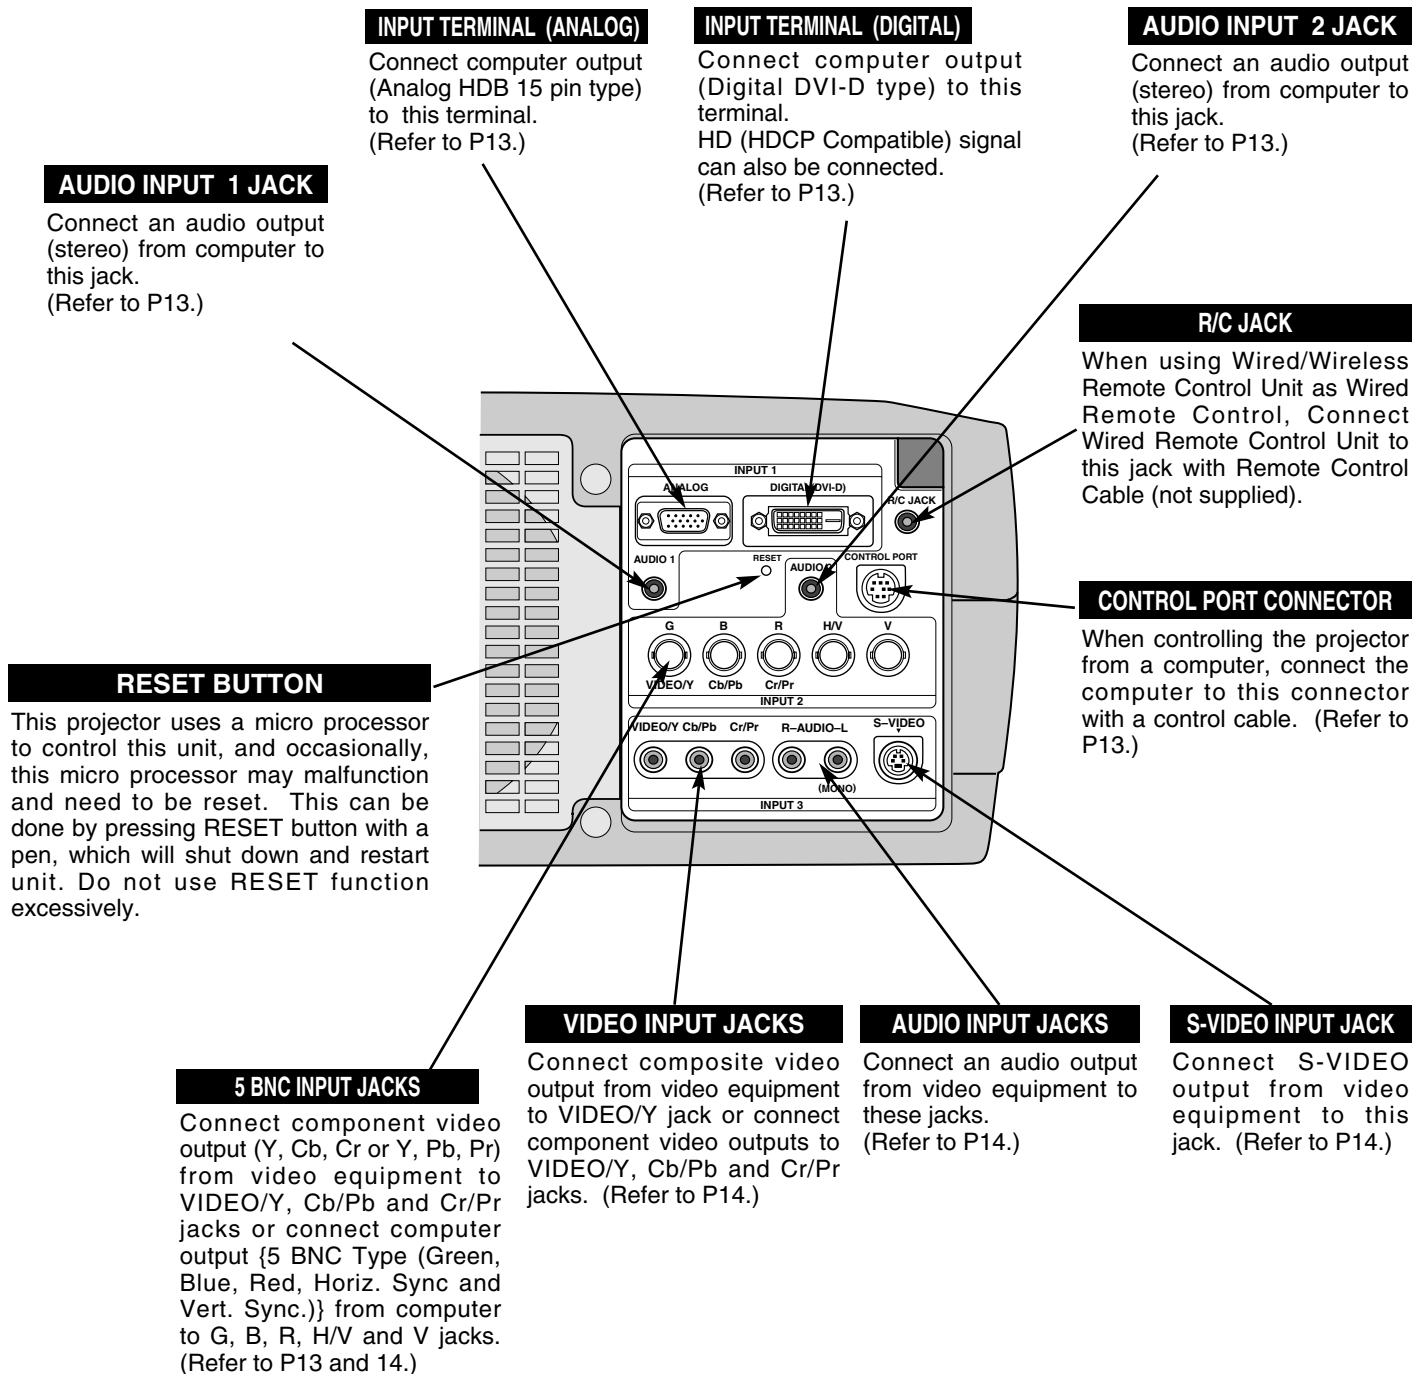 INPUT TERMINAL (ANALOG)
Connect computer output
(Analog HDB 15 pin type)
to this terminal.
(Refer to P13.)
INPUT TERMINAL (DIGITAL)
Connect computer output
(Digital DVI-D type) to this
terminal.
HD (HDCP Compatible) signal
can also be connected.
(Refer to P13.)
AUDIO INPUT 2 JACK
Connect an audio output
(stereo) from computer to
this jack.
(Refer to P13.)
AUDIO INPUT 1 JACK
Connect an audio output
(stereo) from computer to
this jack.
(Refer to P13.)
R/C JACK
When using Wired/Wireless
Remote Control Unit as Wired
Remote Control, Connect
Wired Remote Control Unit to
this jack with Remote Control
Cable (not supplied).
INPUT 1
ANALOG
DIGITAL (DVI-D)
R/C JACK
AUDIO 1
RESET
AUDIO 2
CONTROL PORT
G B R H/V V
VIDEO/Y Cb/Pb Cr/Pr
INPUT 2
VIDEO/Y Cb/Pb Cr/Pr R–AUDIO–L S–VIDEO
(MONO)
INPUT 3
CONTROL PORT CONNECTOR
When controlling the projector
from a computer, connect the
computer to this connector
with a control cable. (Refer to
P13.)
RESET BUTTON
This projector uses a micro processor
to control this unit, and occasionally,
this micro processor may malfunction
and need to be reset. This can be
done by pressing RESET button with a
pen, which will shut down and restart
unit. Do not use RESET function
excessively.
5 BNC INPUT JACKS
Connect component video
output (Y, Cb, Cr or Y, Pb, Pr)
from video equipment to
VIDEO/Y, Cb/Pb and Cr/Pr
jacks or connect computer
output {5 BNC Type (Green,
Blue, Red, Horiz. Sync and
Vert. Sync.)} from computer
to G, B, R, H/V and V jacks.
(Refer to P13 and 14.)
VIDEO INPUT JACKS
Connect composite video
output from video equipment
to VIDEO/Y jack or connect
component video outputs to
VIDEO/Y, Cb/Pb and Cr/Pr
jacks. (Refer to P14.)
AUDIO INPUT JACKS
Connect an audio output
from video equipment to
these jacks.
(Refer to P14.)
S-VIDEO INPUT JACK
Connect S-VIDEO
output from video
equipment to this
jack. (Refer to P14.)